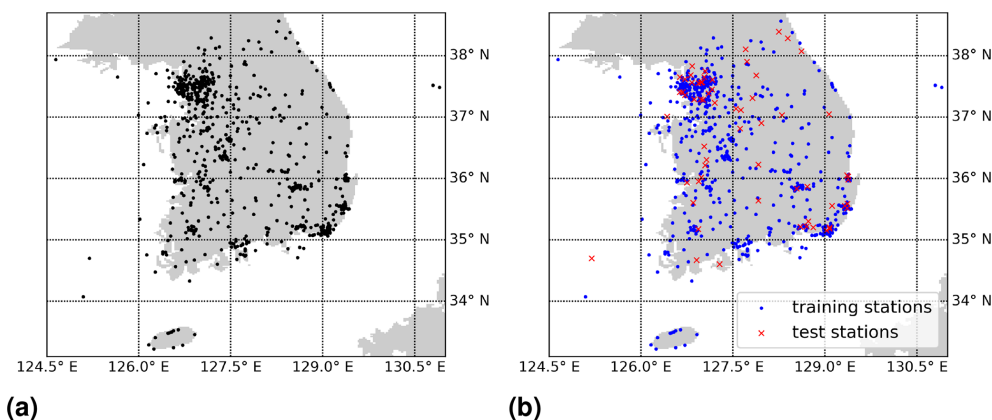 38° N
37° N
36° N
35° N
34° N
124.5° E
126.0° E
127.5° E
129.0° E
130.5° E
(a)
38° N
37° N
36° N
35° N
34° N
training stations
test stations
124.5° E
126.0° E
127.5° E
129.0° E
130.5° E
(b)